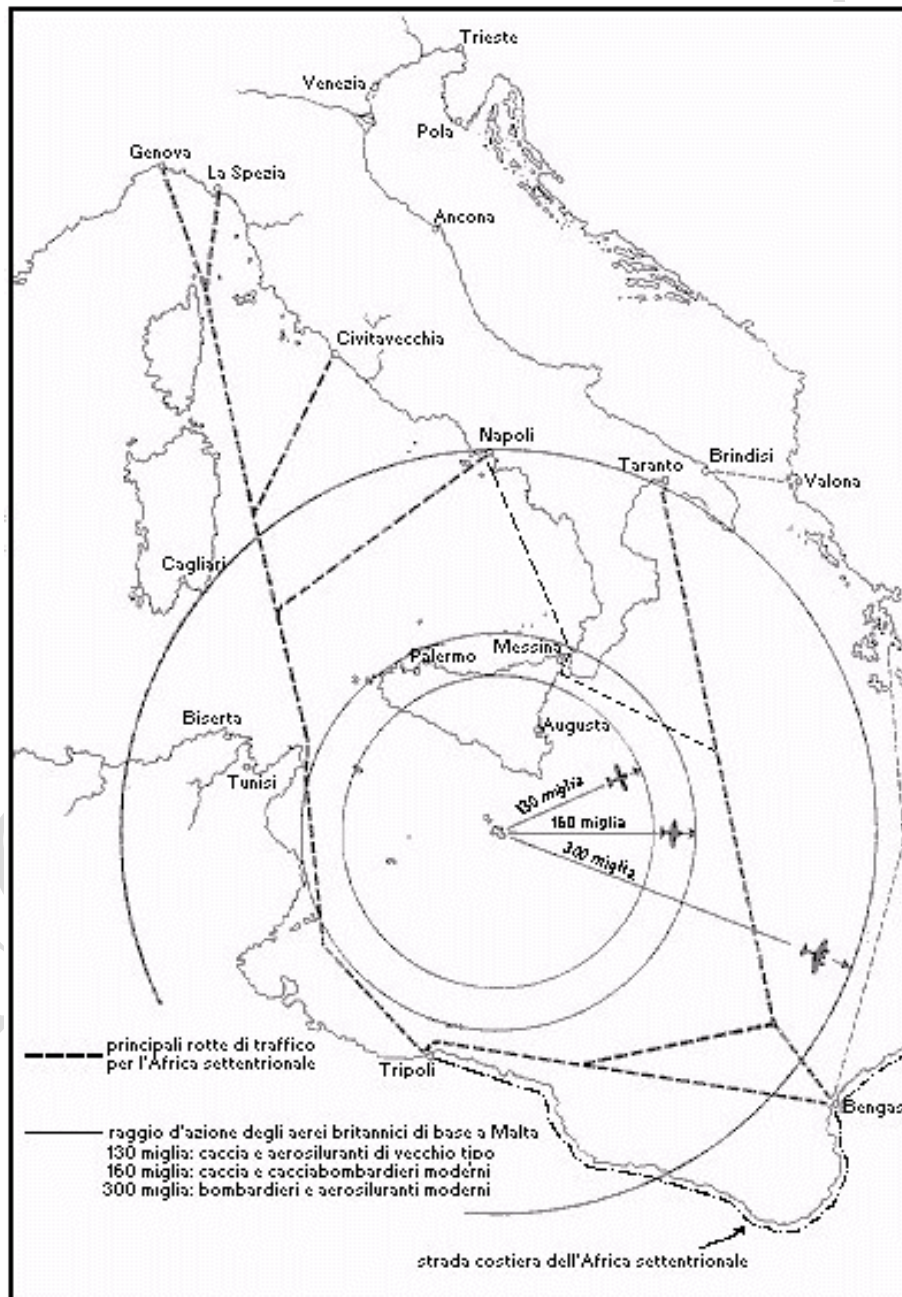 Trieste
Venezia
Pola
Genova
La Spezia
Ancona
Civitavecchia
Napoli
Taranto
Brindisi
Valona
Cagliari
Messina
Palermo
Augusta
Biserta
Tunisi
130 miglia
160 miglia
300 miglia
principali rotte di traffico
per l'Africa settentrionale
Tripoli
Bengas
raggio d'azione degli aerei britannici di base a Malta
130 miglia: caccia e aerosiluranti di vecchio tipo
160 miglia: caccia e cacciabombardieri moderni
300 miglia: bombardieri e aerosiluranti moderni
strada costiera dell'Africa settentrionale